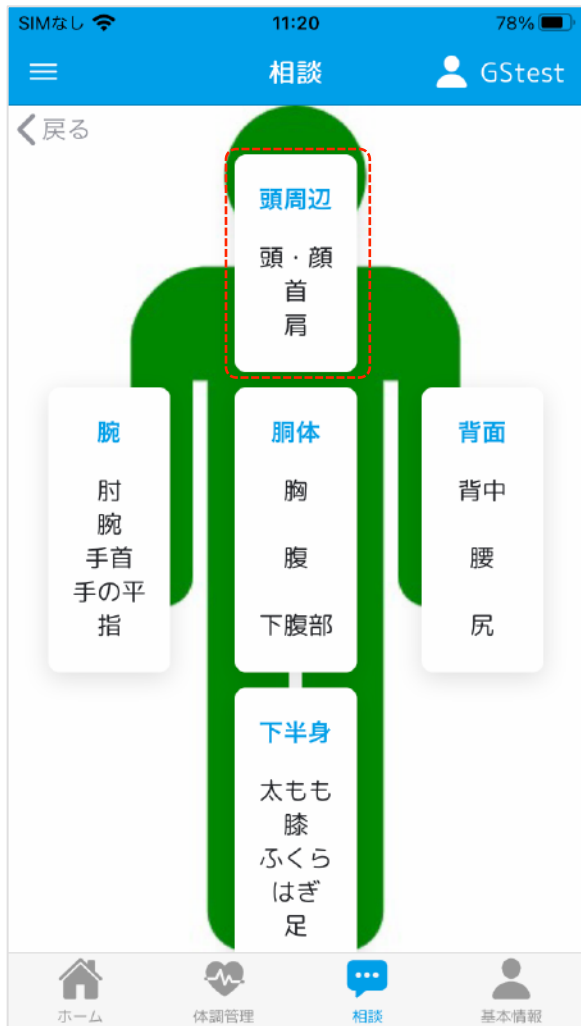 SIMなし 11:20 78%
相談 GStest
戻る
頭周辺
頭・顔
首
肩
腕
肘
腕
手首
手の平
指
胴体
胸
腹
下腹部
背面
背中
腰
尻
下半身
太もも
膝
ふくら
はぎ
足
ホーム 体調管理 相談 基本情報